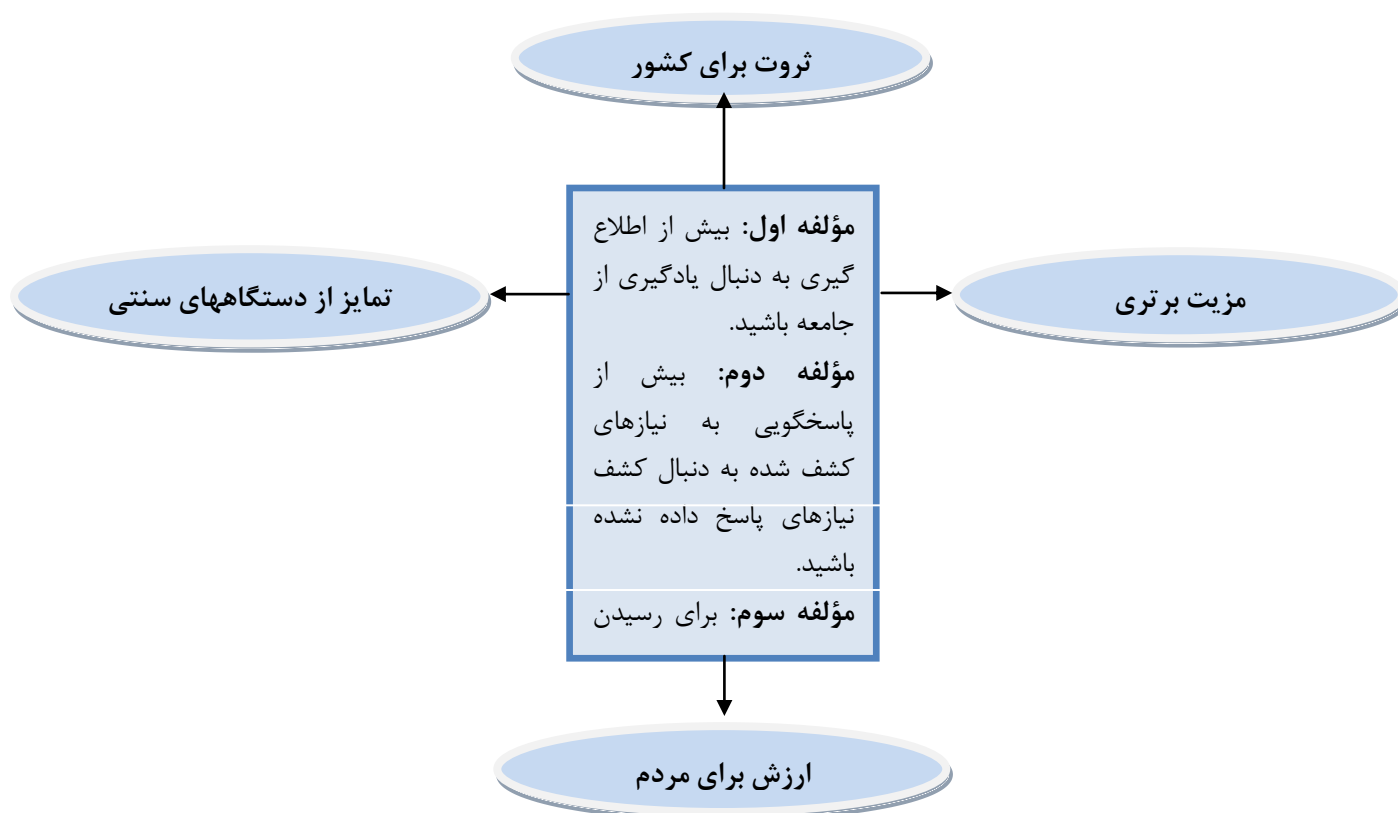 ثروت برای کشور
مؤلفه اول: بیش از اطلاع
گیری به دنبال یادگیری از
جامعه باشید.
مؤلفه دوم: بیش از
پاسخگویی به نیازهای
کشف شده به دنبال کشف
نیازهای پاسخ داده نشده
باشید.
مؤلفه سوم: برای رسیدن
مزیت برتری
تمایز از دستگاههای سنتی
ارزش برای مردم